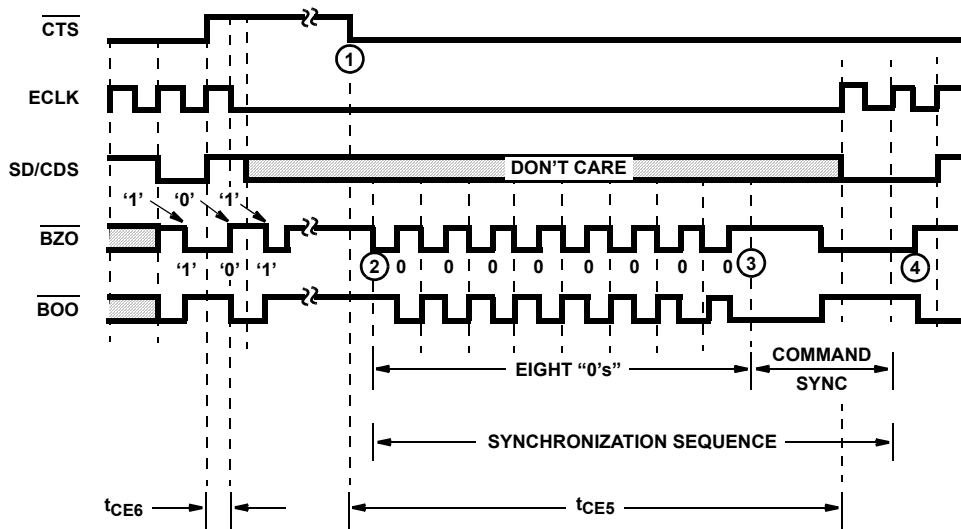 CTS
1
ECLK
SD/CDS
DON'T CARE
'1' '0' '1'
BZO
'1' '0' '1'
2 0 0 0 0 0 0 0 0 3 4
BOO
EIGHT "0's"
COMMAND
SYNC
SYNCHRONIZATION SEQUENCE
tCE6
tCE5